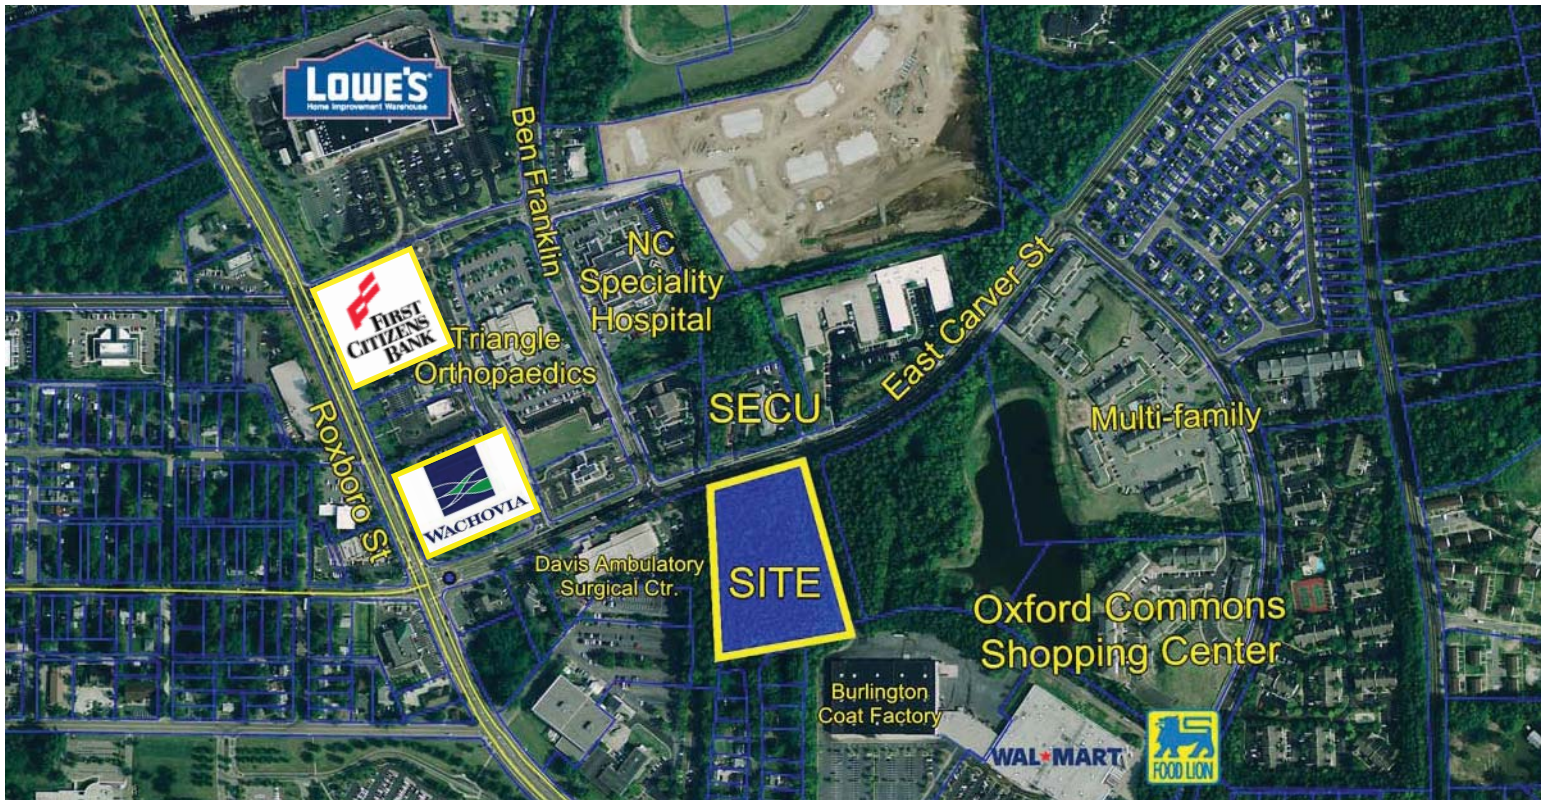 LOWE'S
Home Improvement Warehouse
Ben Franklin
NC
Speciality
Hospital
FIRST
CITIZENS
BANK
Triangle
Orthopaedics
East Carver St
SECU
Multi-family
Roxboro St
WACHOVIA
Davis Ambulatory
Surgical Ctr.
SITE
Oxford Commons
Shopping Center
Burlington
Coat Factory
WAL★MART
FOOD LION